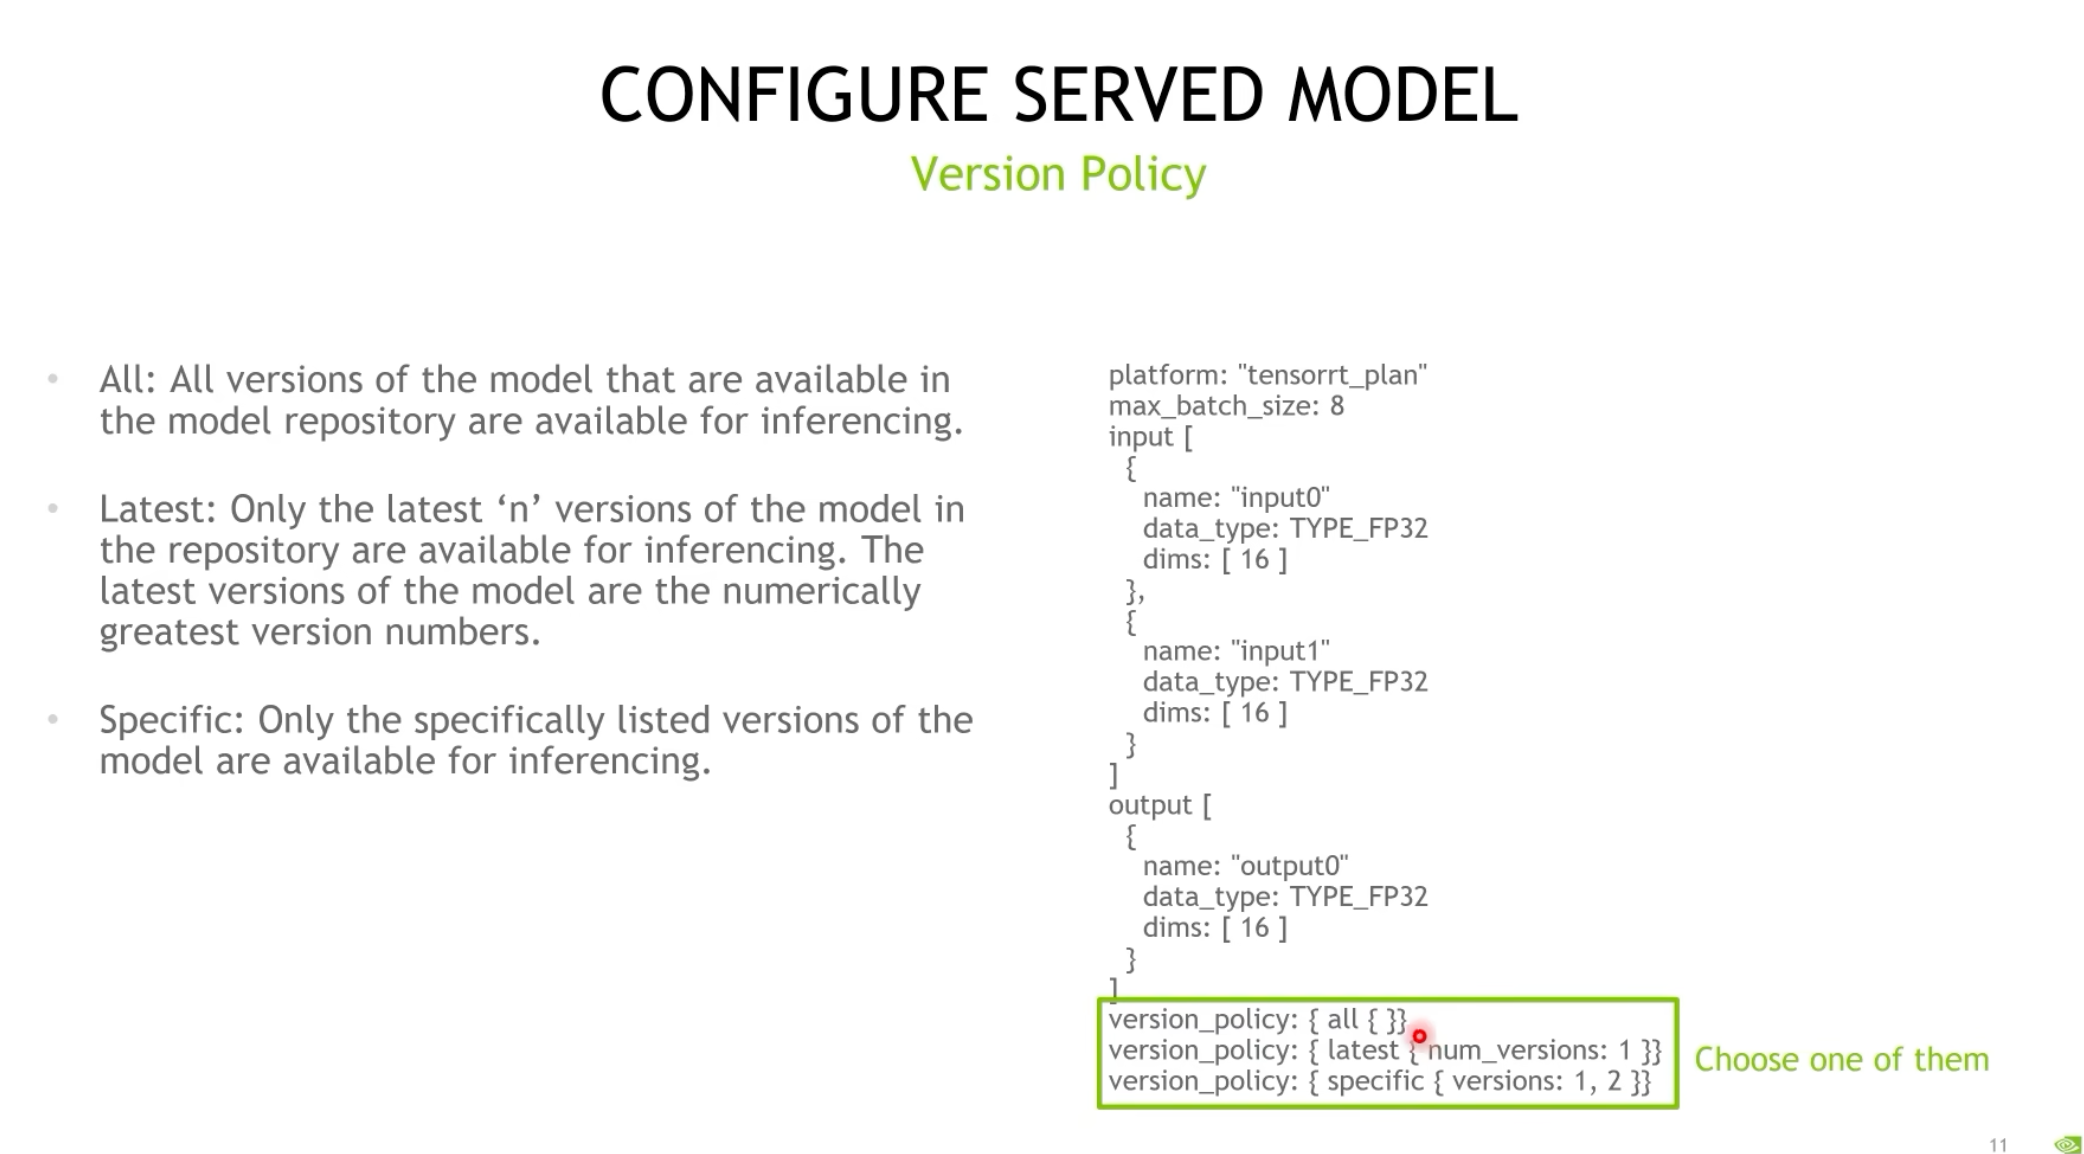 CONFIGURE SERVED MODEL
Version Policy
• All: All versions of the model that are available in
the model repository are available for inferencing.
• Latest: Only the latest ‘n’ versions of the model in
the repository are available for inferencing. The
latest versions of the model are the numerically
greatest version numbers.
• Specific: Only the specifically listed versions of the
model are available for inferencing.
platform: "tensorrt_plan"
max_batch_size: 8
input [
{
name: "input0"
data_type: TYPE_FP32
dims: [ 16 ]
},
{
name: "input1"
data_type: TYPE_FP32
dims: [ 16 ]
}
]
output [
{
name: "output0"
data_type: TYPE_FP32
dims: [ 16 ]
}
]
version_policy: { all { }}
version_policy: { latest { num_versions: 1 }}
version_policy: { specific { versions: 1, 2 }}
Choose one of them
11